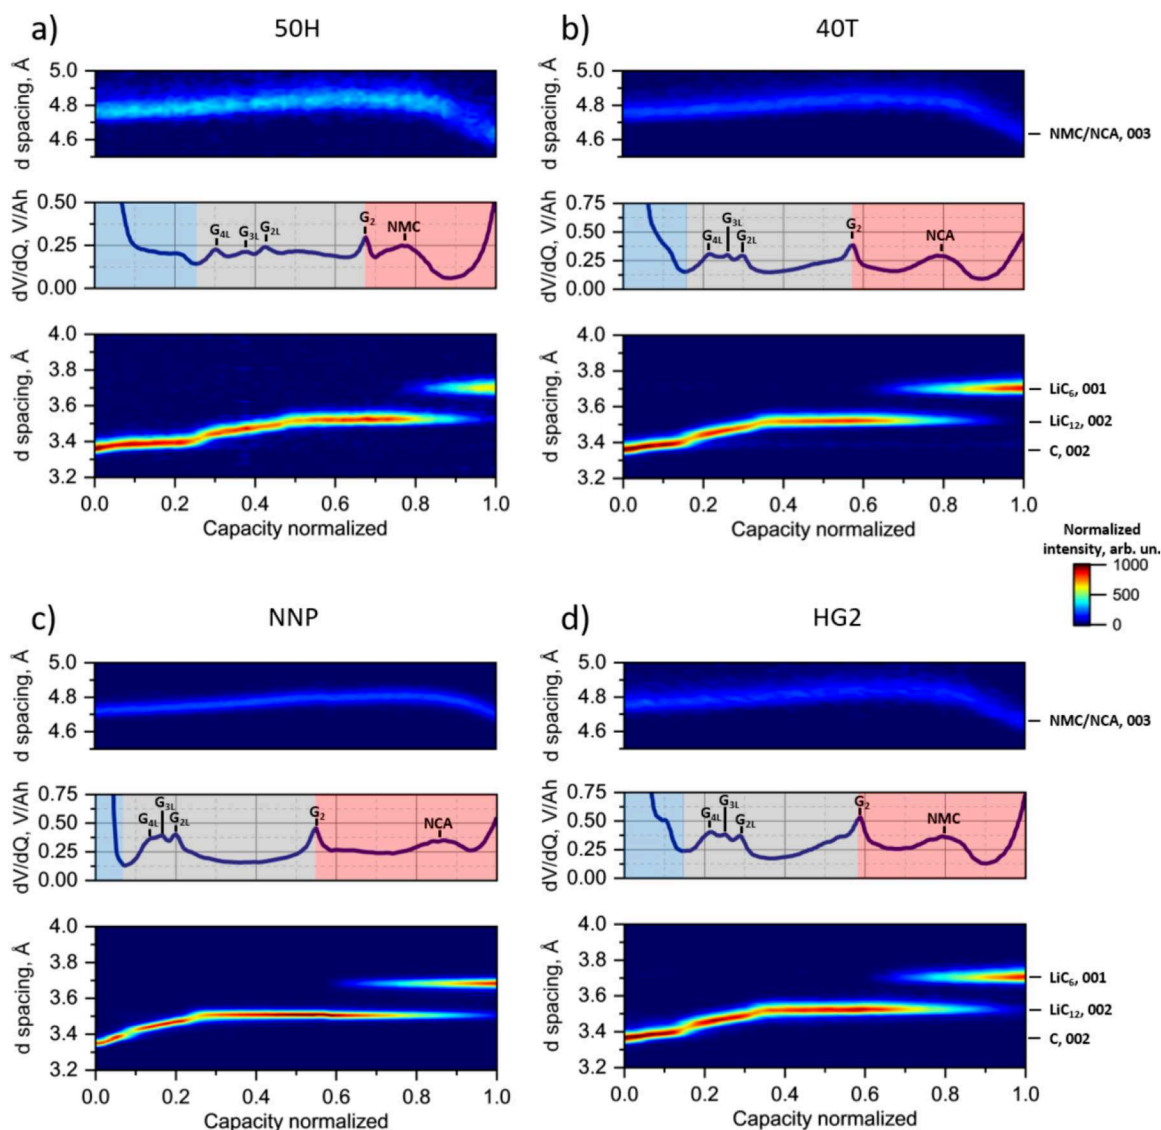 a) 50H
b) 40T
d spacing, Å
5.0
4.8
4.6
d spacing, Å
5.0
4.8
4.6
NMC/NCA, 003
dV/dQ, V/Ah
0.50
0.25
0.00
G4L
G3L
G2L
G2
NMC
dV/dQ, V/Ah
0.75
0.50
0.25
0.00
G4L
G3L
G2L
G2
NCA
d spacing, Å
4.0
3.8
3.6
3.4
3.2
0.0 0.2 0.4 0.6 0.8 1.0
Capacity normalized
d spacing, Å
4.0
3.8
3.6
3.4
3.2
0.0 0.2 0.4 0.6 0.8 1.0
Capacity normalized
LiC6, 001
LiC12, 002
C, 002
Normalized
intensity, arb. un.
1000
500
0
c) NNP
d) HG2
d spacing, Å
5.0
4.8
4.6
d spacing, Å
5.0
4.8
4.6
NMC/NCA, 003
dV/dQ, V/Ah
0.75
0.50
0.25
0.00
G4L
G3L
G2L
G2
NCA
dV/dQ, V/Ah
0.75
0.50
0.25
0.00
G4L
G3L
G2L
G2
NMC
d spacing, Å
4.0
3.8
3.6
3.4
3.2
0.0 0.2 0.4 0.6 0.8 1.0
Capacity normalized
d spacing, Å
4.0
3.8
3.6
3.4
3.2
0.0 0.2 0.4 0.6 0.8 1.0
Capacity normalized
LiC6, 001
LiC12, 002
C, 002